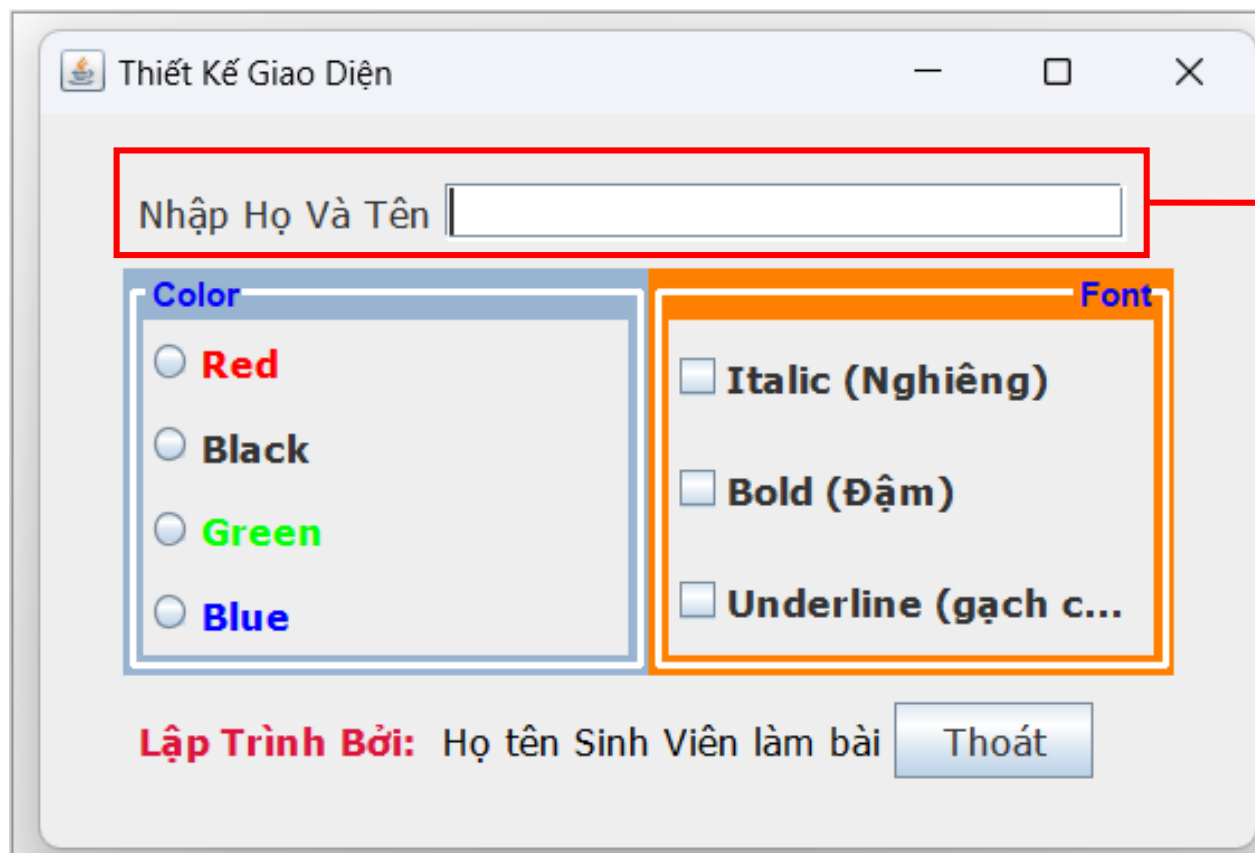 Thiết Kế Giao Diện
Nhập Họ Và Tên
Color
Red
Black
Green
Blue
Font
Italic (Nghiêng)
Bold (Đậm)
Underline (gạch c...
Lập Trình Bởi: Họ tên Sinh Viên làm bài Thoát